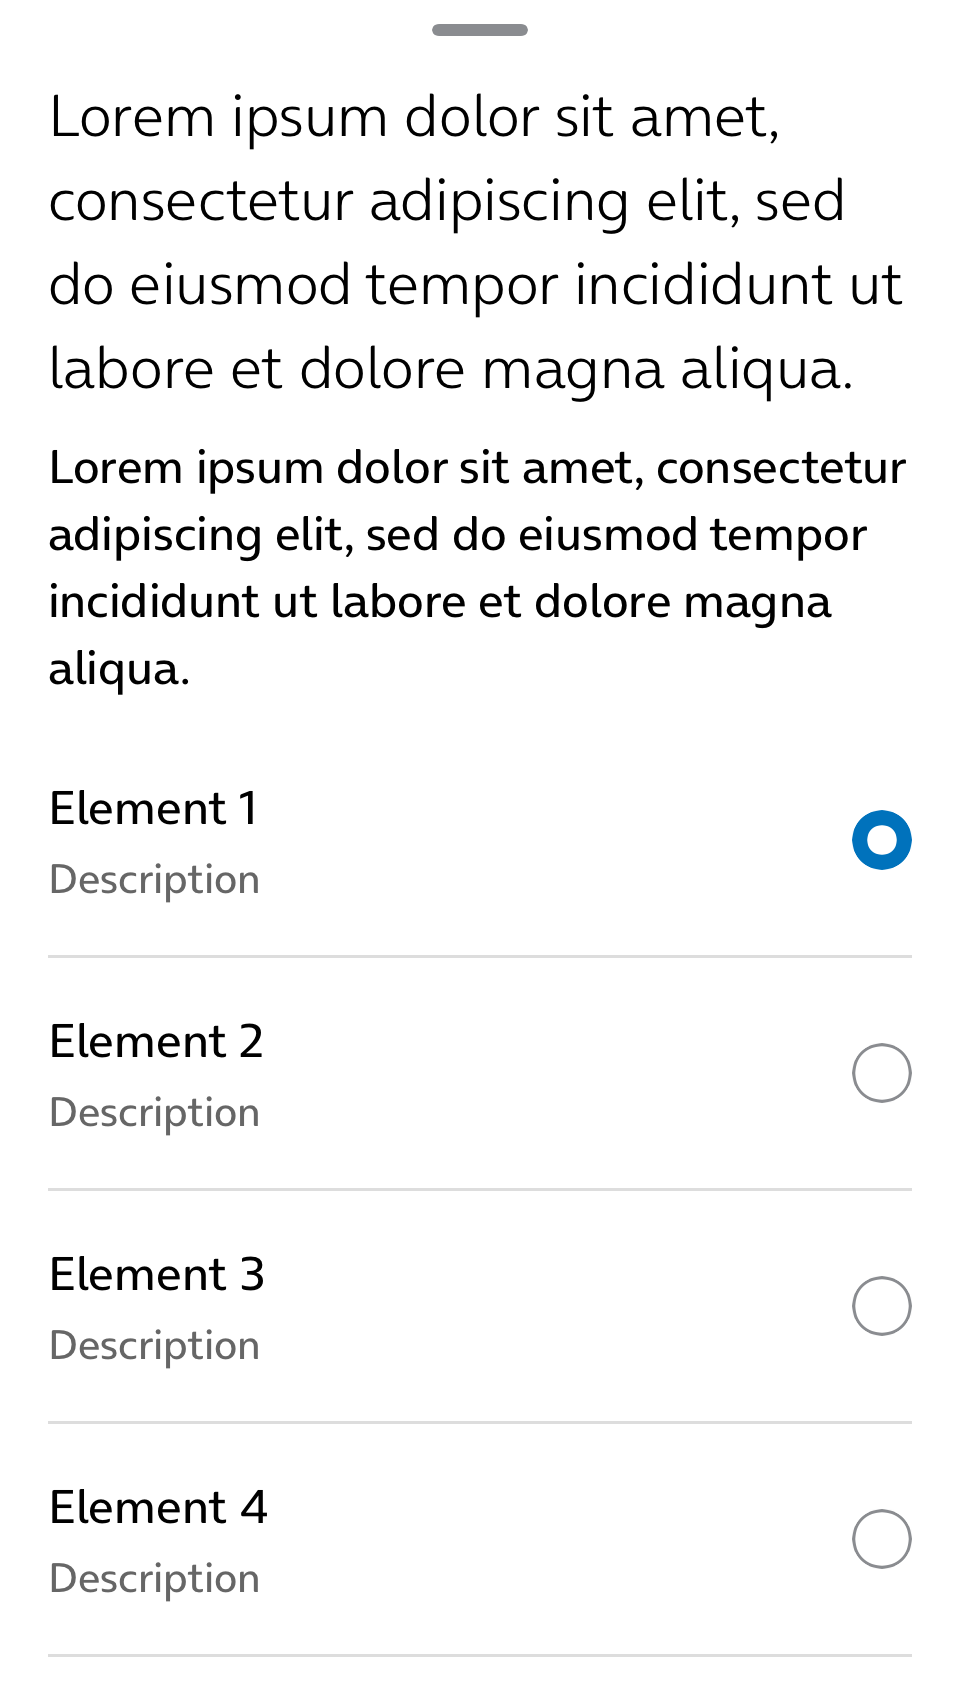 Lorem ipsum dolor sit amet,
consectetur adipiscing elit, sed
do eiusmod tempor incididunt ut
labore et dolore magna aliqua.
Lorem ipsum dolor sit amet, consectetur
adipiscing elit, sed do eiusmod tempor
incididunt ut labore et dolore magna
aliqua.
Element 1
Description
Element 2
Description
Element 3
Description
Element 4
Description